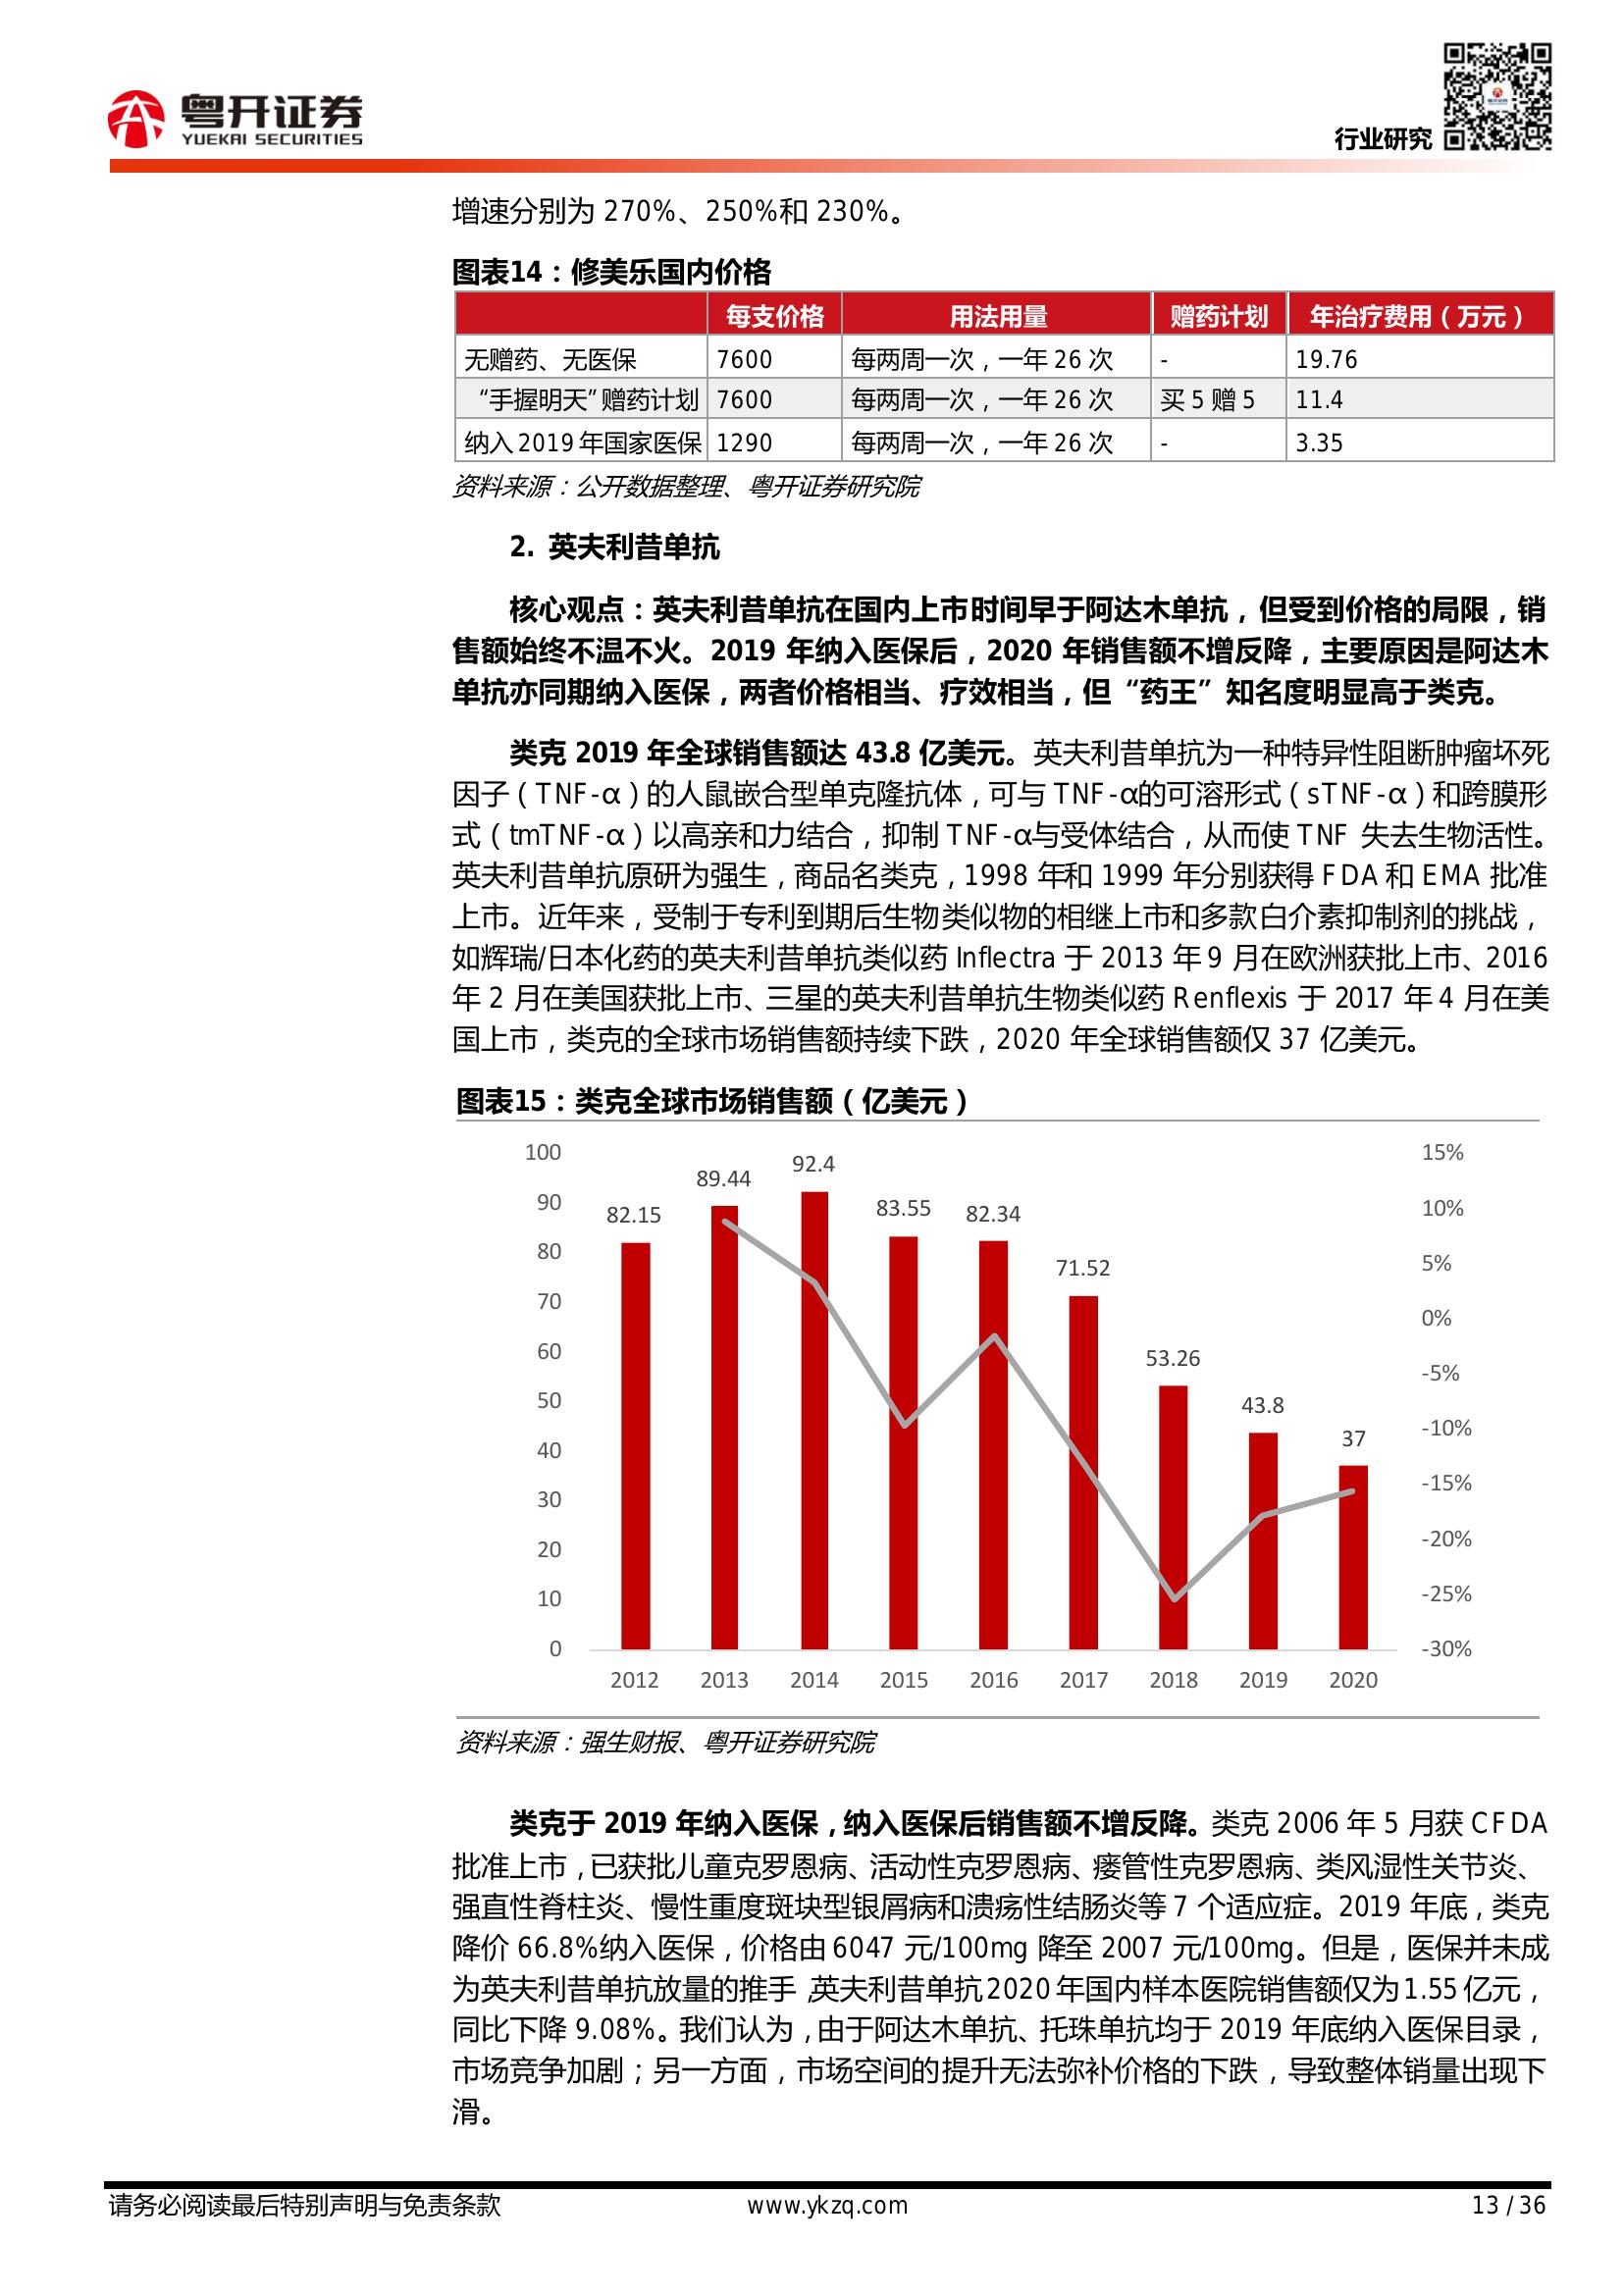 粤开证券
YUEKAI SECURITIES
行业研究
增速分别为 270%、250%和 230%。
图表14：修美乐国内价格
每支价格 用法用量 赠药计划 年治疗费用（万元）
无赠药、无医保 7600 每两周一次，一年 26 次 - 19.76
“手握明天”赠药计划 7600 每两周一次，一年 26 次 买 5 赠 5 11.4
纳入 2019 年国家医保 1290 每两周一次，一年 26 次 - 3.35
资料来源：公开数据整理、粤开证券研究院
2. 英夫利昔单抗
核心观点：英夫利昔单抗在国内上市时间早于阿达木单抗，但受到价格的局限，销
售额始终不温不火。2019 年纳入医保后，2020 年销售额不增反降，主要原因是阿达木
单抗亦同期纳入医保，两者价格相当、疗效相当，但“药王”知名度明显高于类克。
类克 2019 年全球销售额达 43.8 亿美元。英夫利昔单抗为一种特异性阻断肿瘤坏死
因子（TNF-α）的人鼠嵌合型单克隆抗体，可与 TNF-α的可溶形式（sTNF-α）和跨膜形
式（tmTNF-α）以高亲和力结合，抑制 TNF-α与受体结合，从而使 TNF 失去生物活性。
英夫利昔单抗原研为强生，商品名类克，1998 年和 1999 年分别获得 FDA 和 EMA 批准
上市。近年来，受制于专利到期后生物类似物的相继上市和多款白介素抑制剂的挑战，
如辉瑞/日本化药的英夫利昔单抗类似药 Inflectra 于 2013 年 9 月在欧洲获批上市、2016
年 2 月在美国获批上市、三星的英夫利昔单抗生物类似药 Renflexis 于 2017 年 4 月在美
国上市，类克的全球市场销售额持续下跌，2020 年全球销售额仅 37 亿美元。
图表15：类克全球市场销售额（亿美元）
100
90
80
70
60
50
40
30
20
10
0
82.15
89.44
92.4
83.55
82.34
71.52
53.26
43.8
37
15%
10%
5%
0%
-5%
-10%
-15%
-20%
-25%
-30%
2012 2013 2014 2015 2016 2017 2018 2019 2020
资料来源：强生财报、粤开证券研究院
类克于 2019 年纳入医保，纳入医保后销售额不增反降。类克 2006 年 5 月获 CFDA
批准上市，已获批儿童克罗恩病、活动性克罗恩病、瘘管性克罗恩病、类风湿性关节炎、
强直性脊柱炎、慢性重度斑块型银屑病和溃疡性结肠炎等 7 个适应症。2019 年底，类克
降价 66.8%纳入医保，价格由 6047 元/100mg 降至 2007 元/100mg。但是，医保并未成
为英夫利昔单抗放量的推手，英夫利昔单抗 2020 年国内样本医院销售额仅为 1.55 亿元，
同比下降 9.08%。我们认为，由于阿达木单抗、托珠单抗均于 2019 年底纳入医保目录，
市场竞争加剧；另一方面，市场空间的提升无法弥补价格的下跌，导致整体销量出现下
滑。
请务必阅读最后特别声明与免责条款 www.ykzq.com 13 / 36